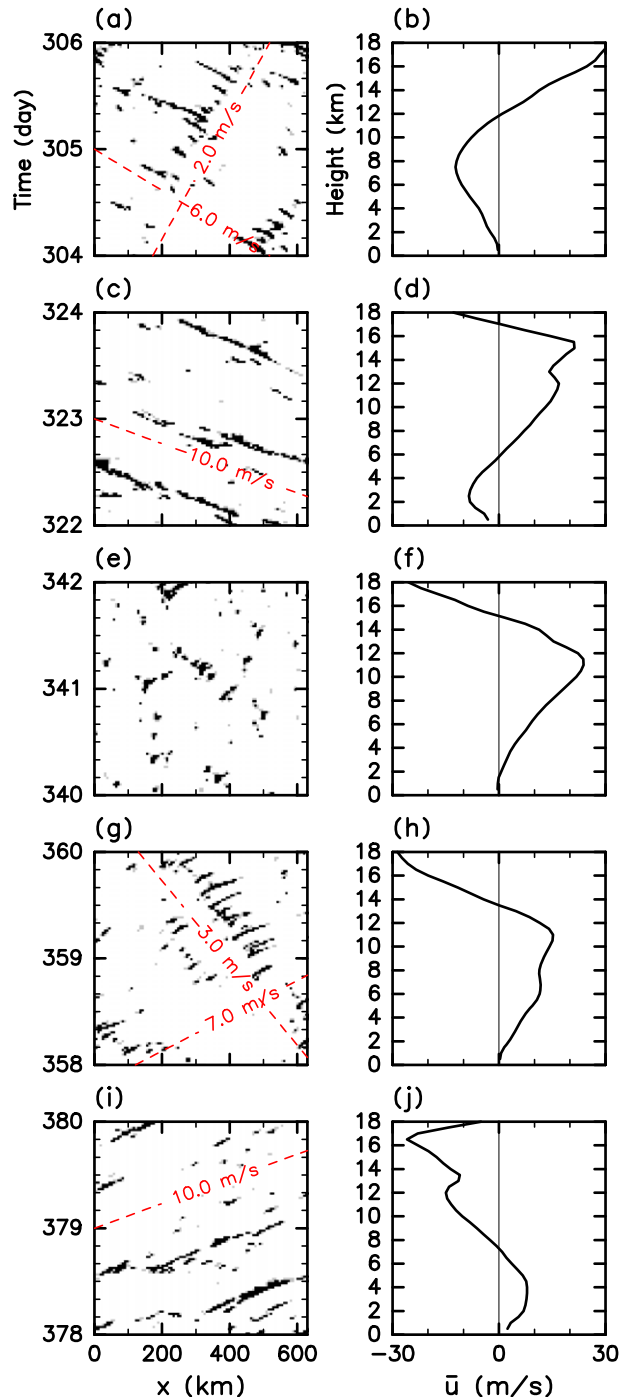 (a)
(b)
306
305
304
Time (day)
2.0 m/s
−6.0 m/s
18
16
14
12
10
8
6
4
2
0
Height (km)
(c)
(d)
324
323
322
−10.0 m/s
18
16
14
12
10
8
6
4
2
0
(e)
(f)
342
341
340
18
16
14
12
10
8
6
4
2
0
(g)
(h)
360
359
358
−3.0 m/s
7.0 m/s
18
16
14
12
10
8
6
4
2
0
(i)
(j)
380
379
378
10.0 m/s
18
16
14
12
10
8
6
4
2
0
0 200 400 600
x (km)
−30 0 30
ū (m/s)